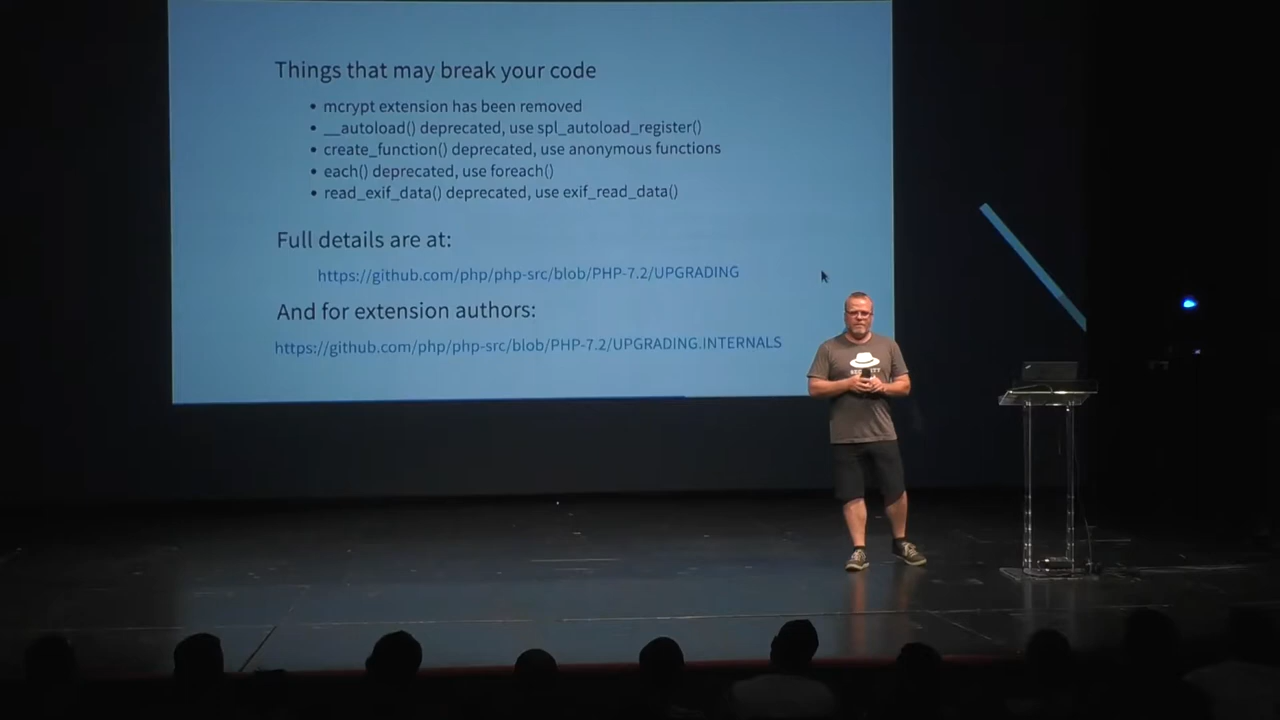 Things that may break your code
• mcrypt extension has been removed
• __autoload() deprecated, use spl_autoload_register()
• create_function() deprecated, use anonymous functions
• each() deprecated, use foreach()
• read_exif_data() deprecated, use exif_read_data()
Full details are at:
https://github.com/php/php-src/blob/PHP-7.2/UPGRADING
And for extension authors:
https://github.com/php/php-src/blob/PHP-7.2/UPGRADING.INTERNALS